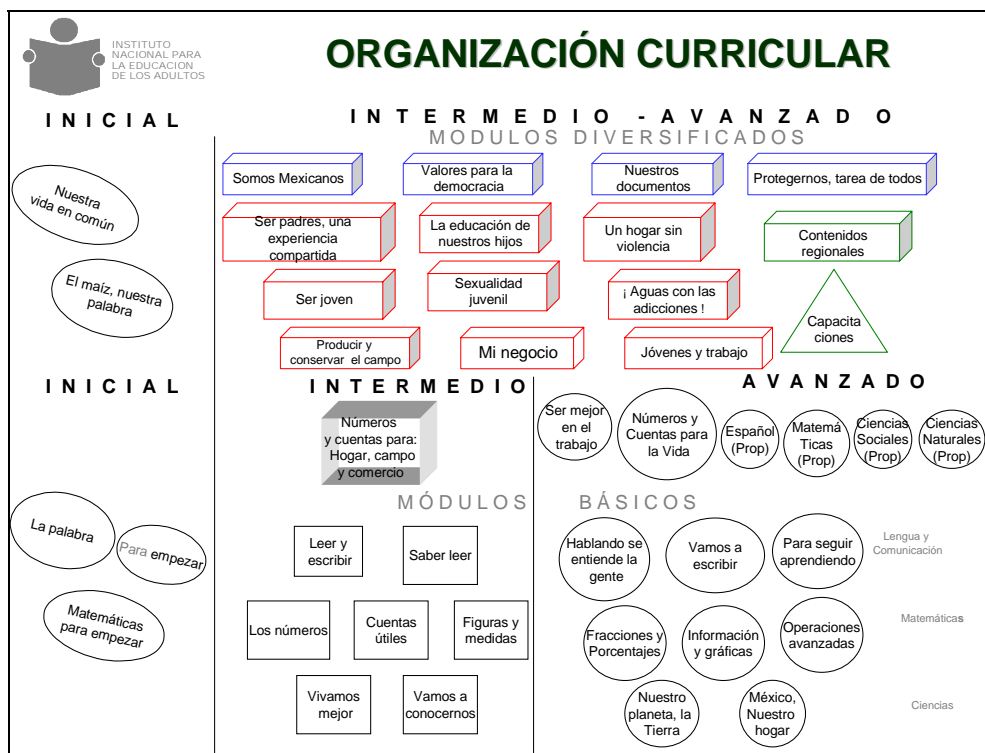 INSTITUTO
NACIONAL PARA
LA EDUCACION
DE LOS ADULTOS
ORGANIZACIÓN CURRICULAR
INICIAL
INTERMEDIO - AVANZADO
MODULOS DIVERSIFICADOS
Nuestra
vida en común
El maíz, nuestra
palabra
Somos Mexicanos
Valores para la
democracia
Nuestros
documentos
Protegernos, tarea de todos
Ser padres, una
experiencia
compartida
La educación de
nuestros hijos
Un hogar sin
violencia
Contenidos
regionales
Ser joven
Sexualidad
juvenil
¡ Aguas con las
adicciones !
Capacita
ciones
Producir y
conservar el campo
Mi negocio
Jóvenes y trabajo
INICIAL
INTERMEDIO
AVANZADO
Números
y cuentas para:
Hogar, campo
y comercio
Ser mejor
en el
trabajo
Números y
Cuentas para
la Vida
Español
(Prop)
Matemá
Ticas
(Prop)
Ciencias
Sociales
(Prop)
Ciencias
Naturales
(Prop)
MÓDULOS BÁSICOS
La palabra
Para empezar
Matemáticas
para empezar
Leer y
escribir
Saber leer
Hablando se
entiende la
gente
Vamos a
escribir
Para seguir
aprendiendo
Lengua y
Comunicación
Los números
Cuentas
útiles
Figuras y
medidas
Fracciones y
Porcentajes
Información
y gráficas
Operaciones
avanzadas
Matemáticas
Vivamos
mejor
Vamos a
conocernos
Nuestro
planeta, la
Tierra
México,
Nuestro
hogar
Ciencias